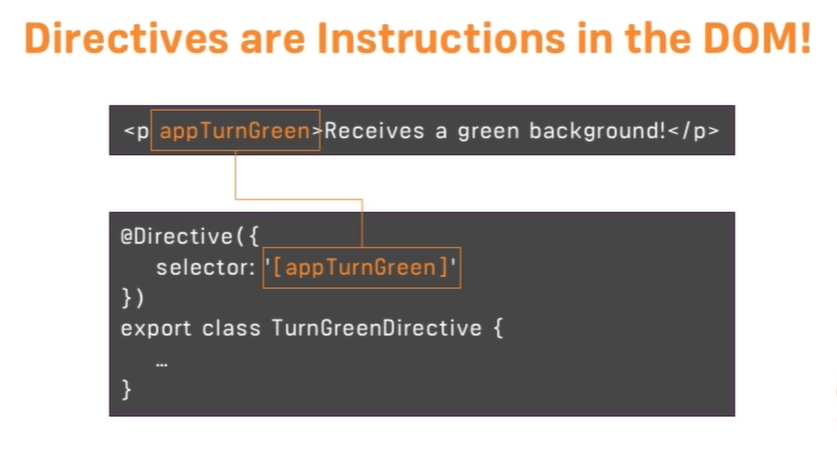 Directives are Instructions in the DOM!
<p appTurnGreen>Receives a green background!</p>
@Directive({
selector: '[appTurnGreen]'
})
export class TurnGreenDirective {
…
}